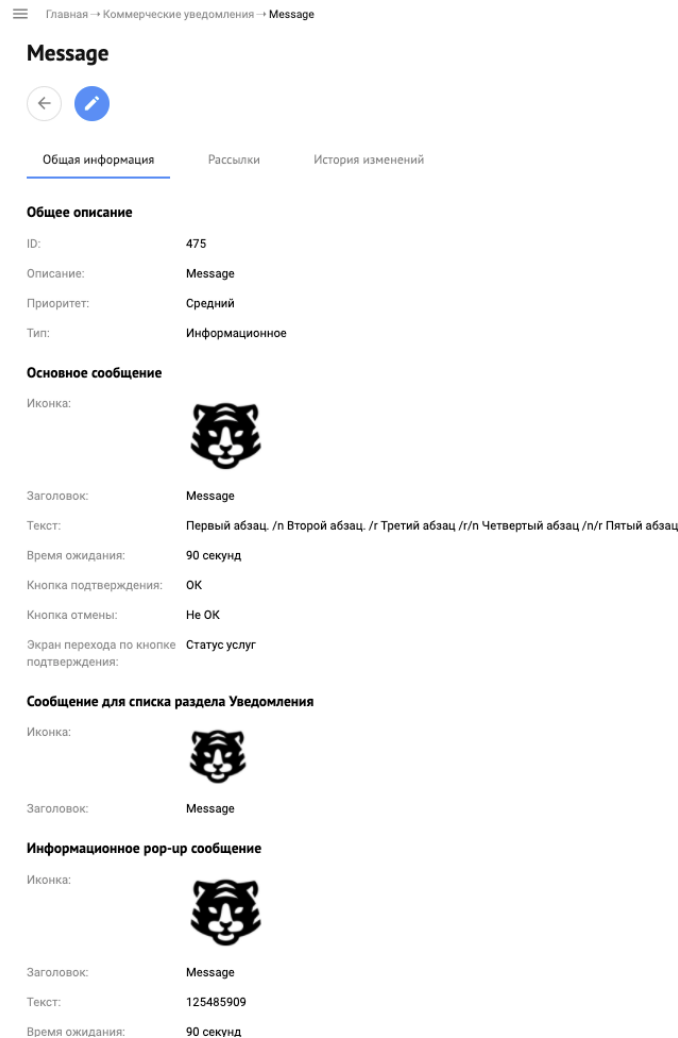 Главная → Коммерческие уведомления → Message
Message
Общая информация Рассылки История изменений
Общее описание
ID: 475
Описание: Message
Приоритет: Средний
Тип: Информационное
Основное сообщение
Иконка:
Заголовок: Message
Текст: Первый абзац. /n Второй абзац. /r Третий абзац /r/n Четвертый абзац /n/r Пятый абзац
Время ожидания: 90 секунд
Кнопка подтверждения: ОК
Кнопка отмены: Не ОК
Экран перехода по кнопке Статус услуг
подтверждения:
Сообщение для списка раздела Уведомления
Иконка:
Заголовок: Message
Информационное pop-up сообщение
Иконка:
Заголовок: Message
Текст: 125485909
Время ожидания: 90 секунд